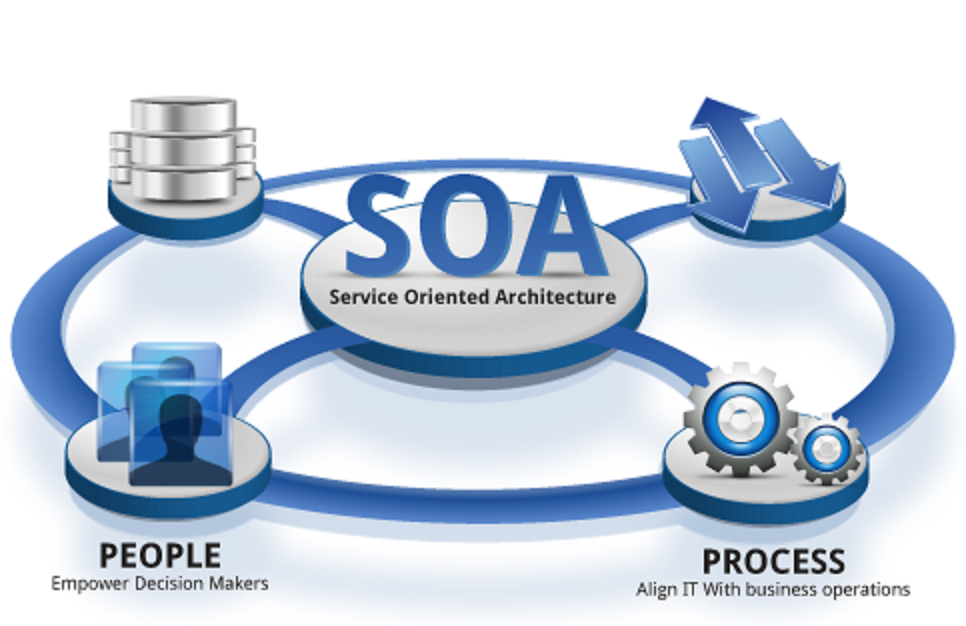 SOA
Service Oriented Architecture
PEOPLE
Empower Decision Makers
PROCESS
Align IT With business operations